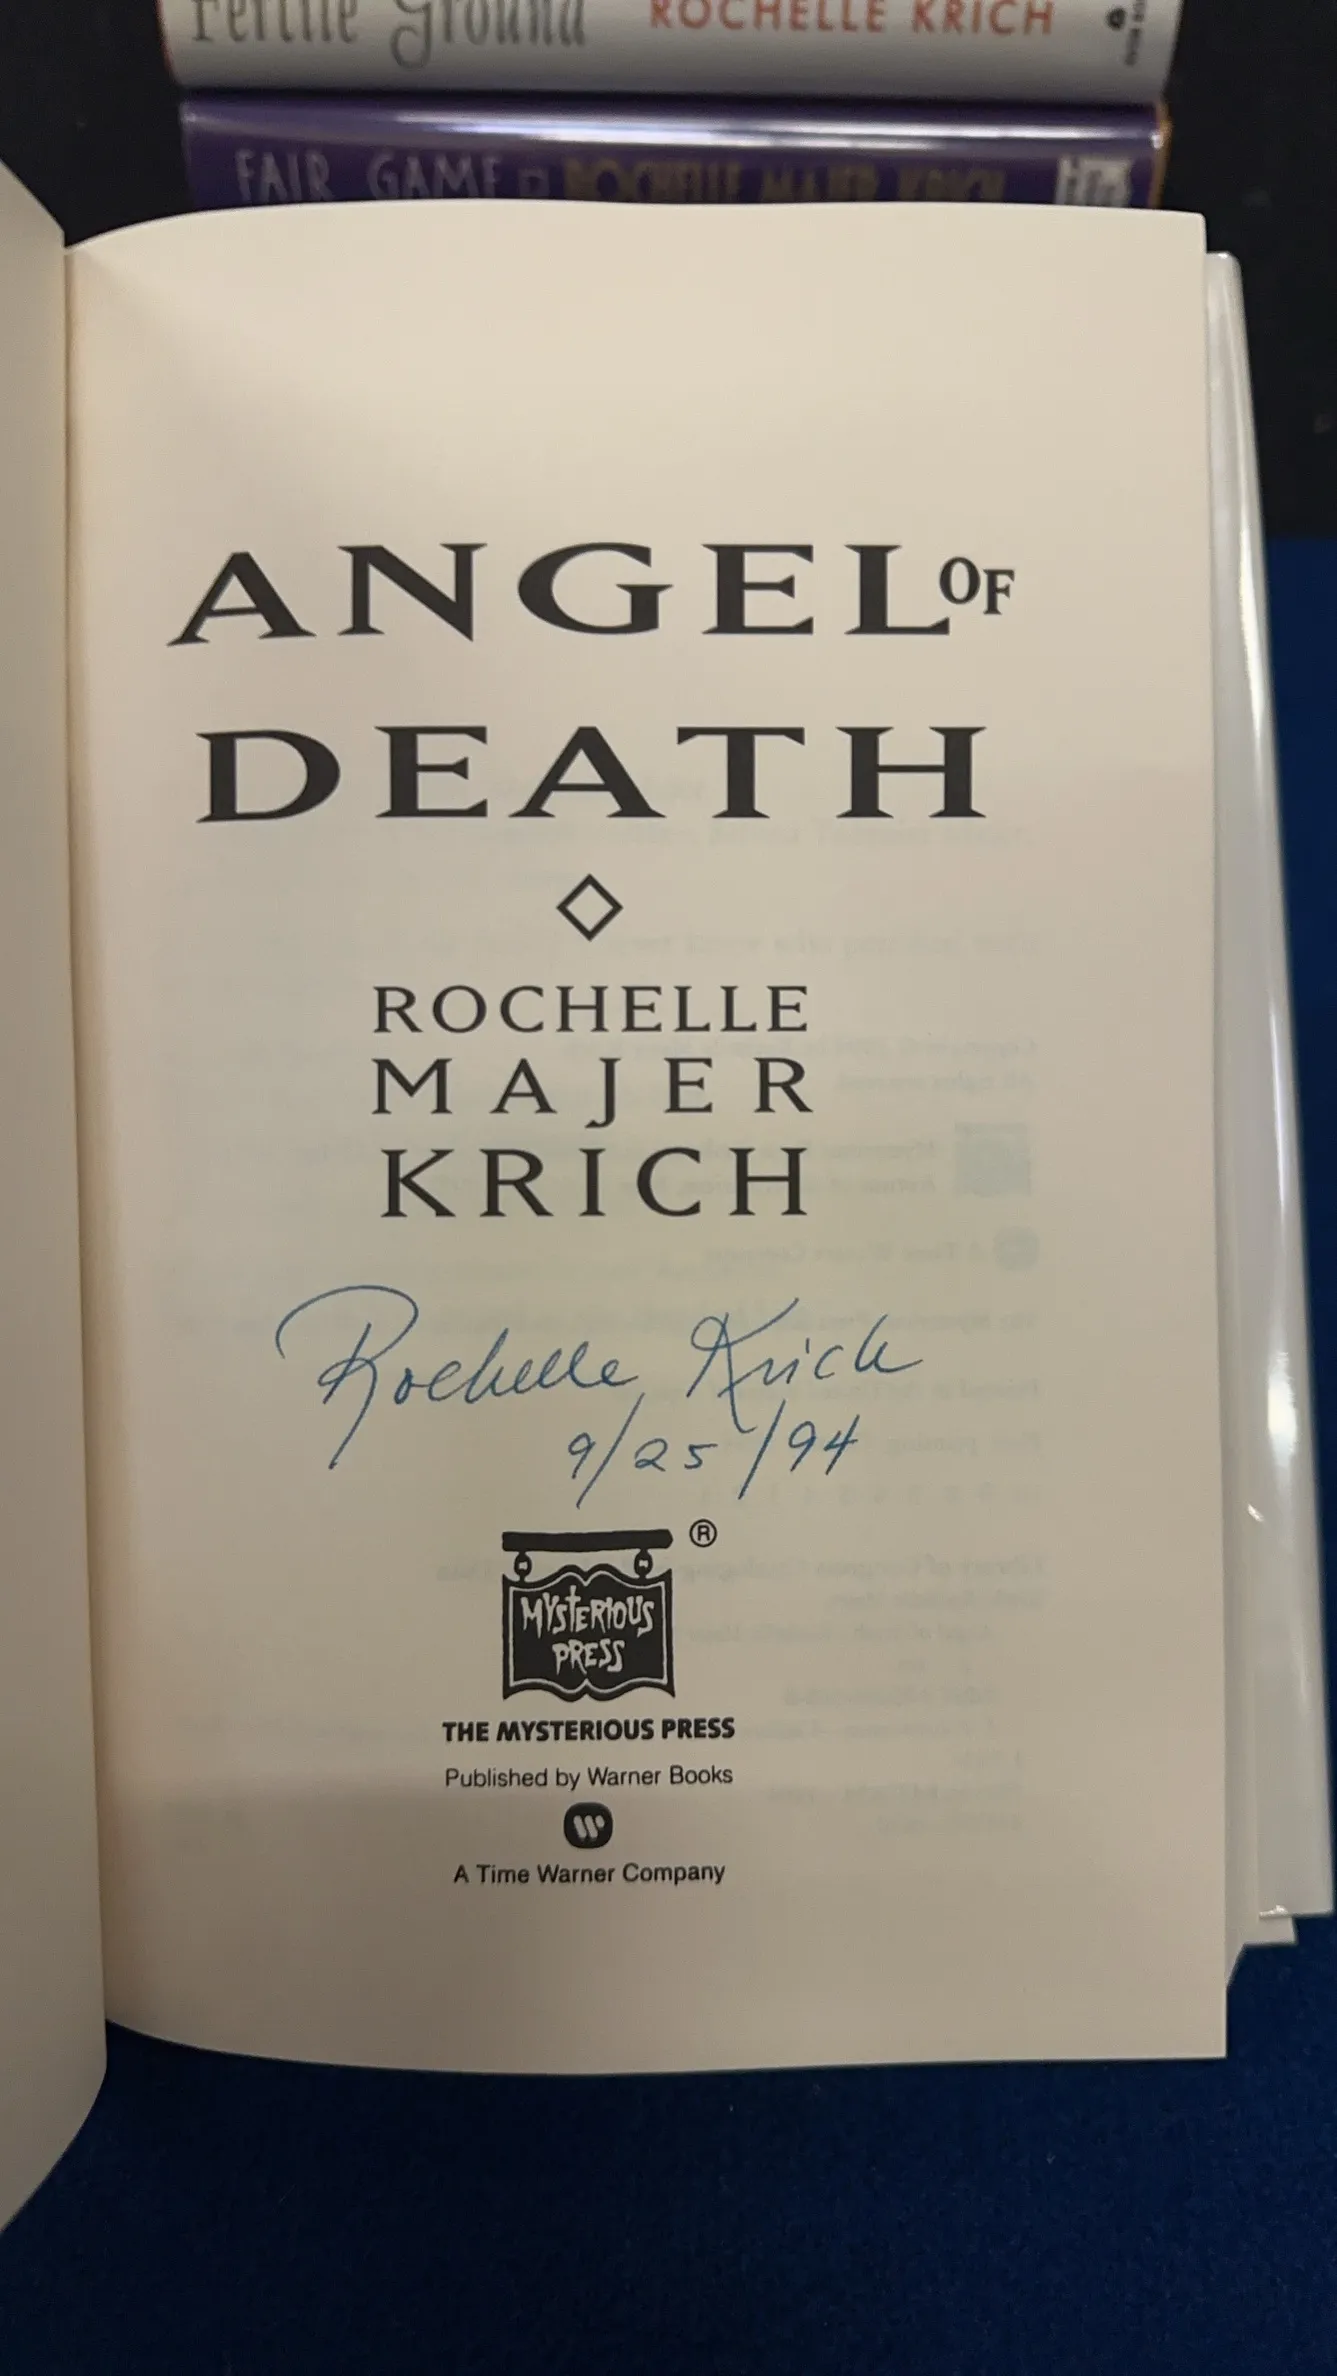 Fertile Ground ROCHELLE KRICH
FAIR GAME ROCHELLE MAJER KRICH
ANGEL OF
DEATH
ROCHELLE
MAJER
KRICH
Rochelle Krich
9/25/94
®
MYSTERIOUS
PRESS
THE MYSTERIOUS PRESS
Published by Warner Books
A Time Warner Company